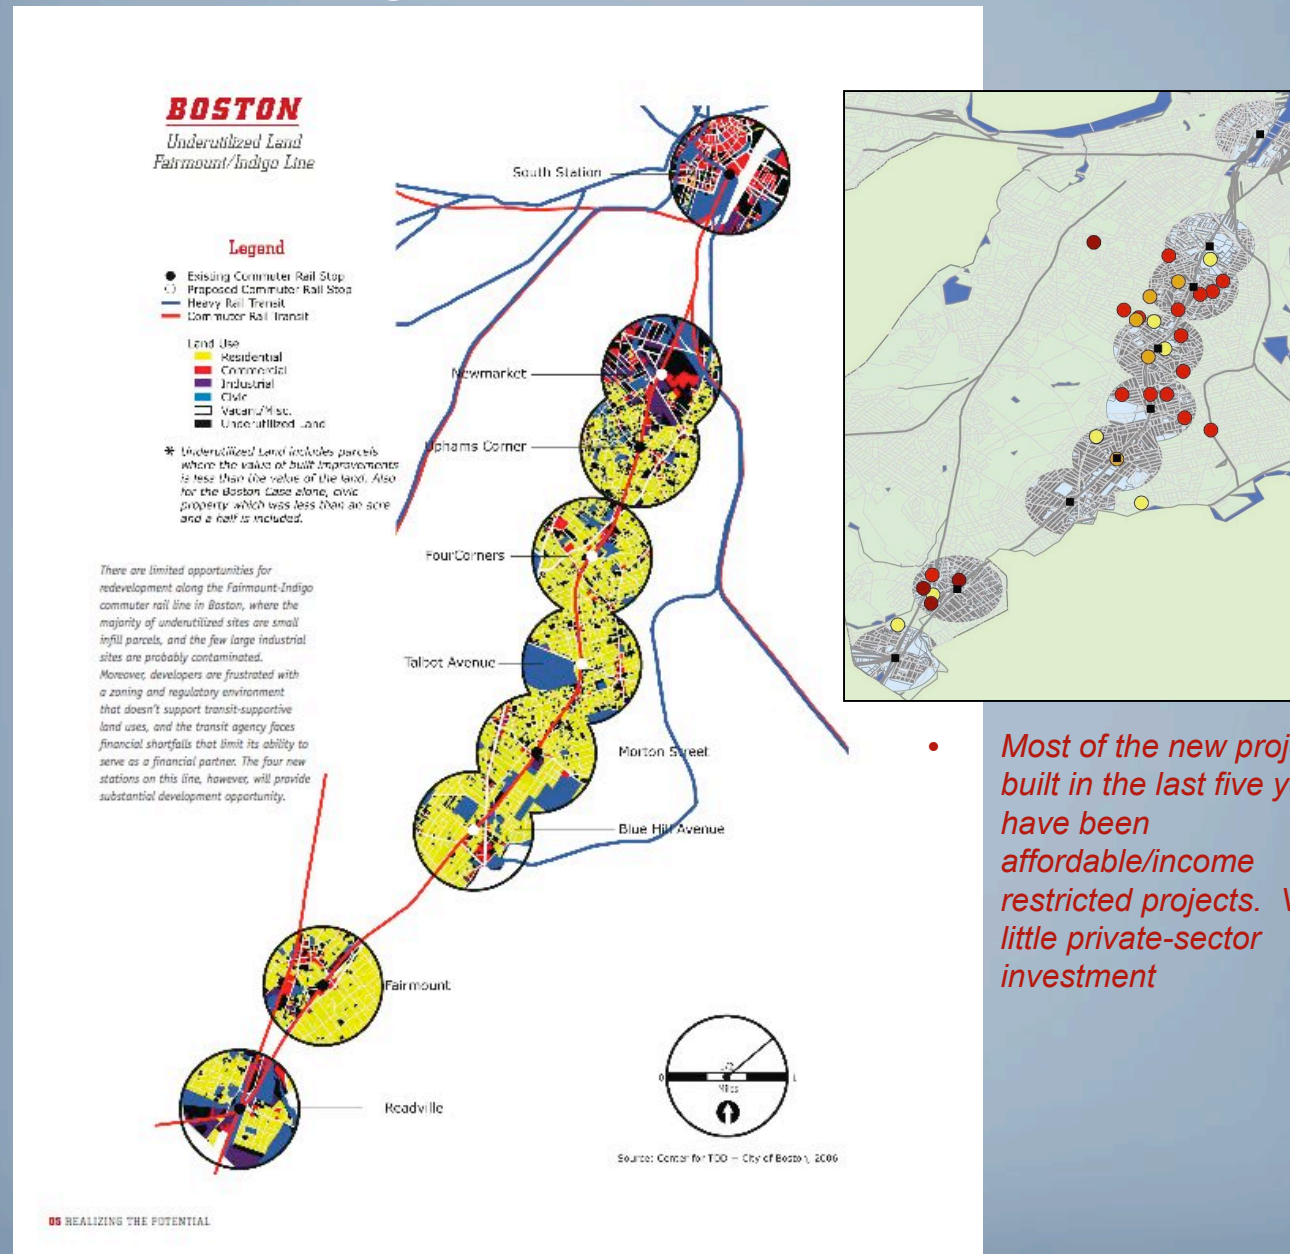 BOSTON
Underutilized Land
Fairmount/Indigo Line
Legend
Existing Commuter Rail Stop
Proposed Commuter Rail Stop
Heavy Rail Transit
Commuter Rail Transit
Land Use
Residential
Commercial
Industrial
Civic
Vacant/Misc.
Underutilized Land
* Underutilized Land includes parcels
where the value of built improvements
is less than the value of the land. Also
for the Boston Case alone, civic
property which was less than an acre
and a half is included.
There are limited opportunities for
redevelopment along the Fairmount-Indigo
commuter rail line in Boston, where the
majority of underutilized sites are small
infill parcels, and the few large industrial
sites are probably contaminated.
Moreover, developers are frustrated with
a zoning and regulatory environment
that doesn't support transit-supportive
land uses, and the transit agency faces
financial shortfalls that limit its ability to
serve as a financial partner. The four new
stations on this line, however, will provide
substantial development opportunity.
South Station
Newmarket
Uphams Corner
FourCorners
Talbot Avenue
Morton Street
Blue Hill Avenue
Fairmount
Readville
0 1/2 1
Miles
Source: Center for TOD — City of Boston, 2006
05 REALIZING THE POTENTIAL
• Most of the new proj
built in the last five y
have been
affordable/income
restricted projects. V
little private-sector
investment